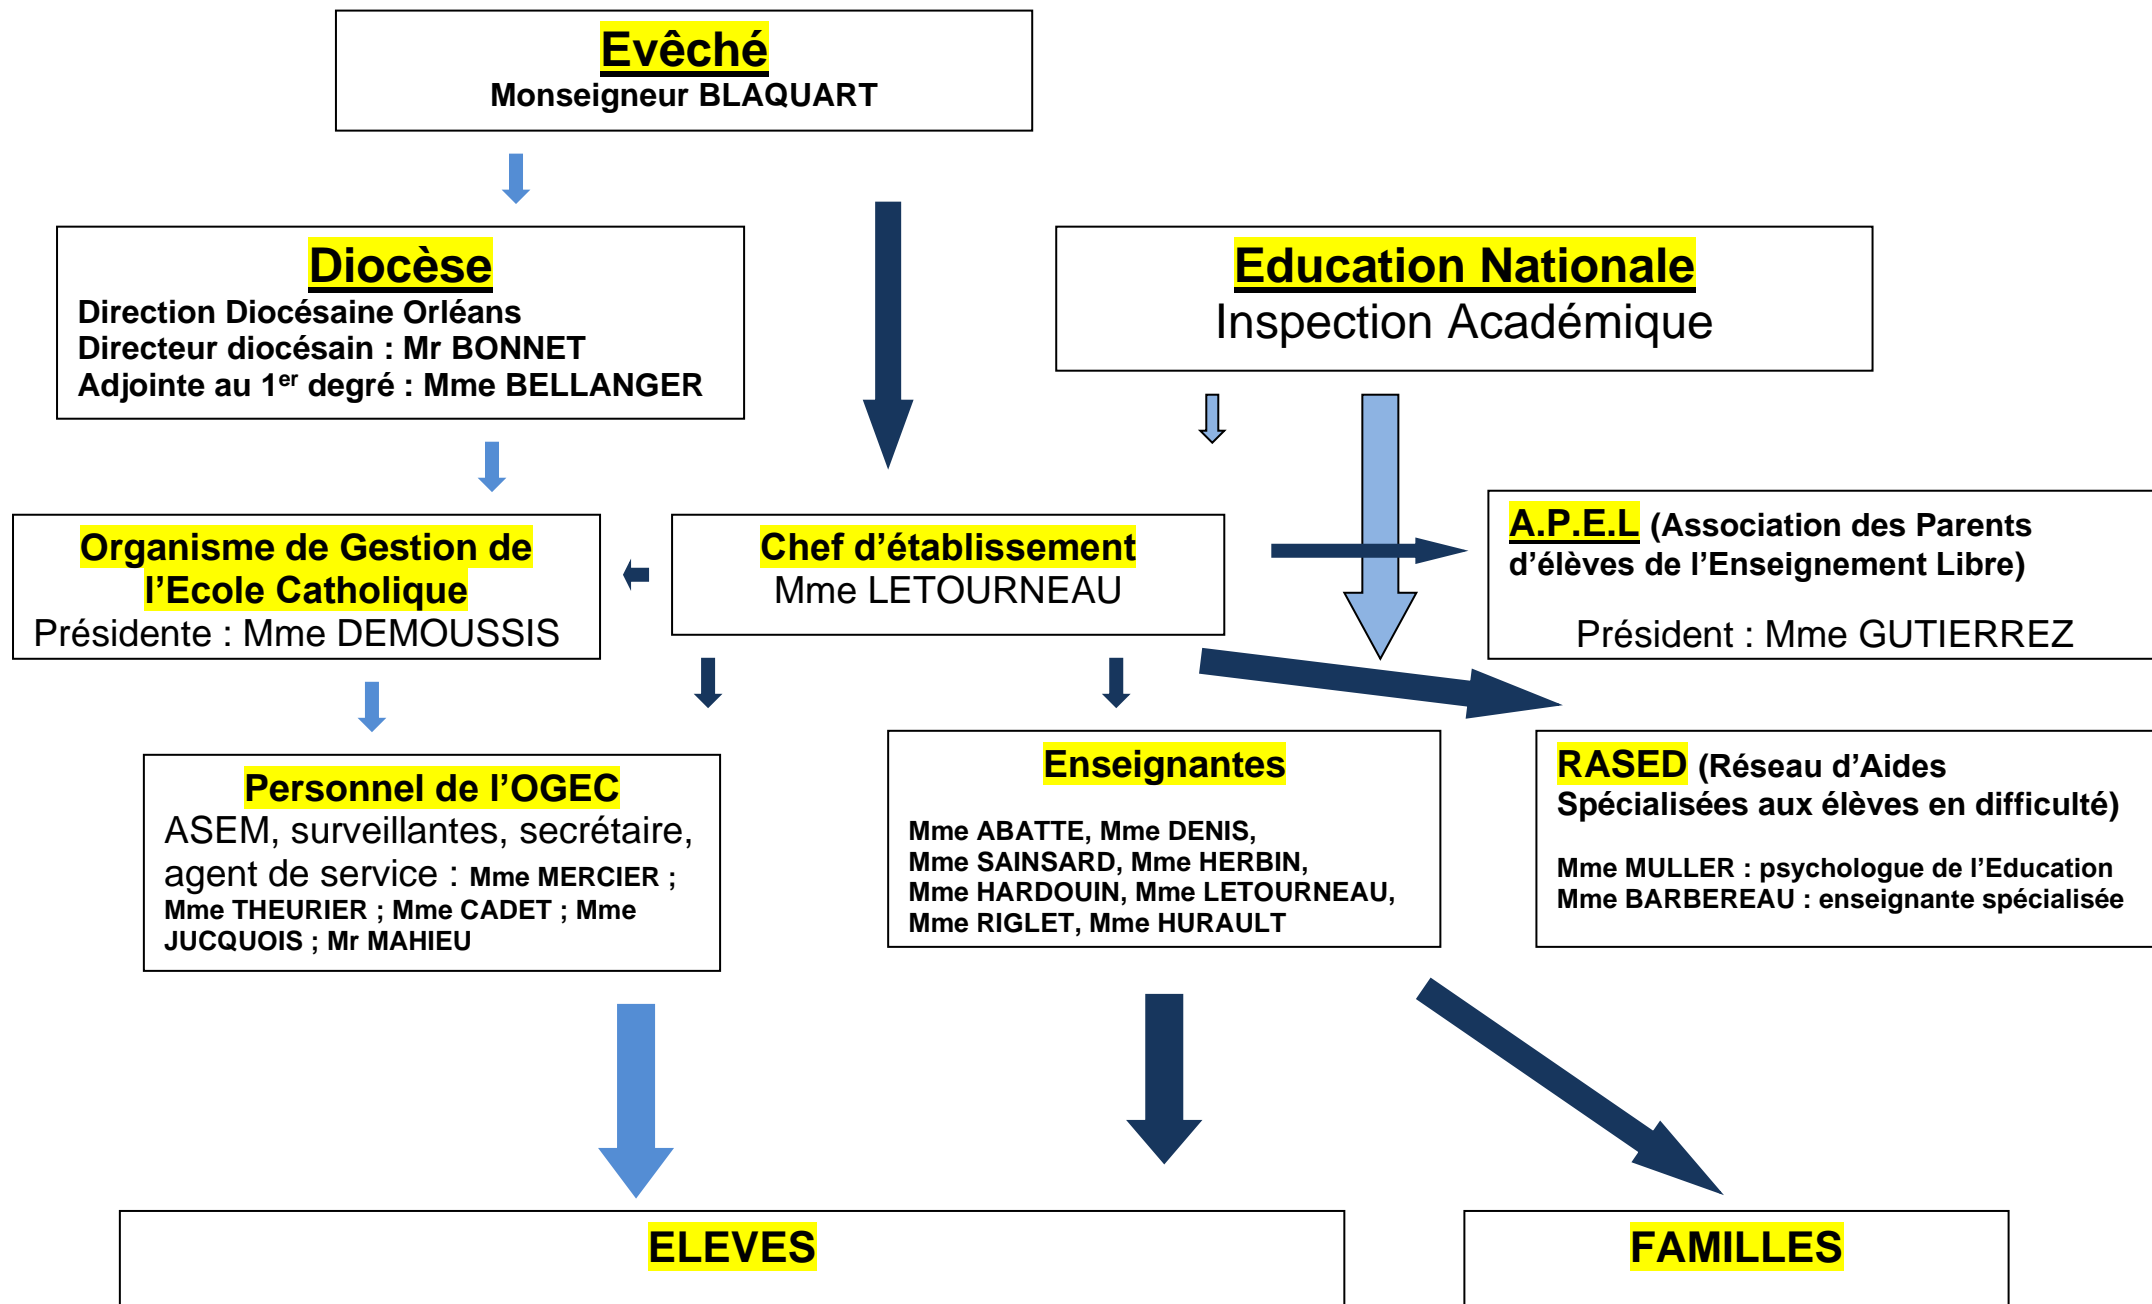 Evêché
Monseigneur BLAQUART
Diocèse
Direction Diocésaine Orléans
Directeur diocésain : Mr BONNET
Adjointe au 1er degré : Mme BELLANGER
Education Nationale
Inspection Académique
Organisme de Gestion de
l’Ecole Catholique
Présidente : Mme DEMOUSSIS
Chef d’établissement
Mme LETOURNEAU
A.P.E.L (Association des Parents
d’élèves de l’Enseignement Libre)
Président : Mme GUTIERREZ
Personnel de l’OGEC
ASEM, surveillantes, secrétaire,
agent de service : Mme MERCIER ;
Mme THEURIER ; Mme CADET ; Mme
JUCQUOIS ; Mr MAHIEU
Enseignantes
Mme ABATTE, Mme DENIS,
Mme SAINSARD, Mme HERBIN,
Mme HARDOUIN, Mme LETOURNEAU,
Mme RIGLET, Mme HURAULT
RASED (Réseau d’Aides
Spécialisées aux élèves en difficulté)
Mme MULLER : psychologue de l’Education
Mme BARBEREAU : enseignante spécialisée
ELEVES
FAMILLES